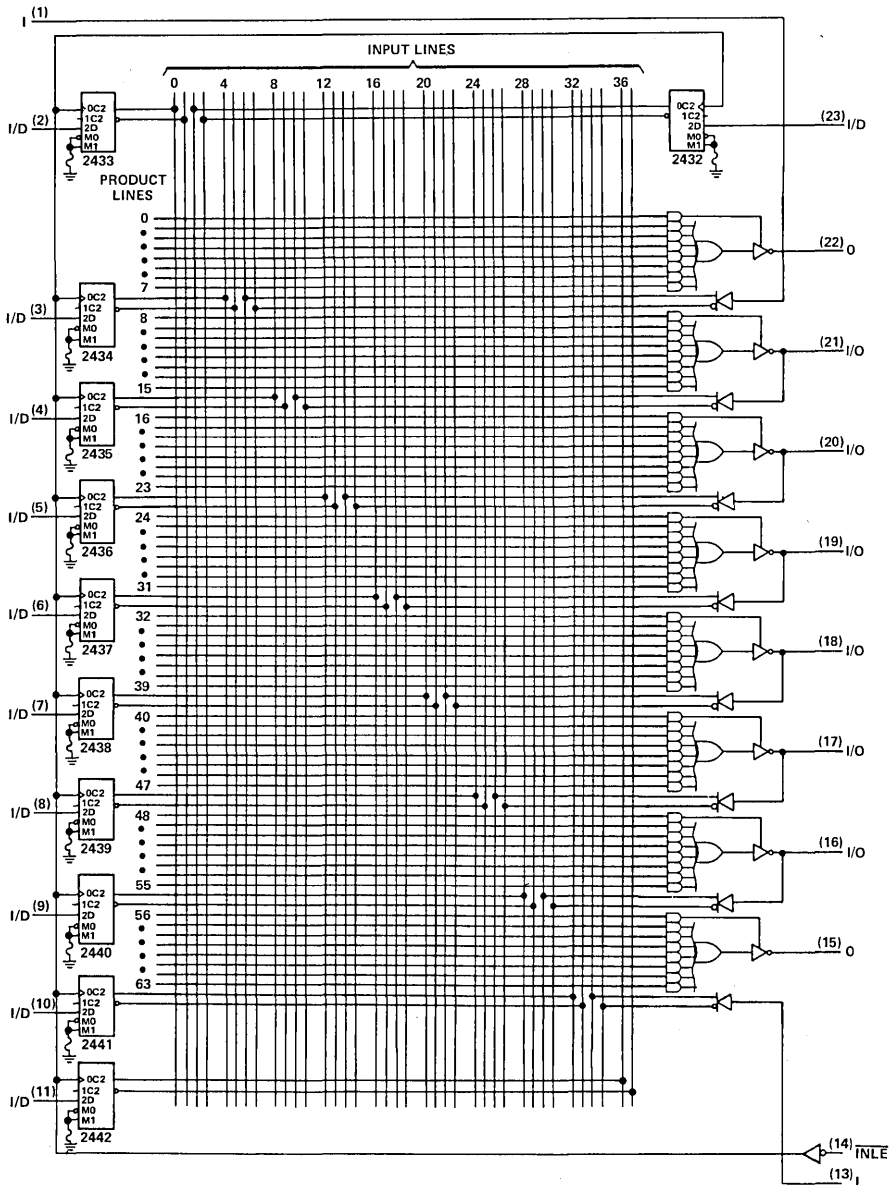 I (1)
INPUT LINES
0 4 8 12 16 20 24 28 32 36
I/D (2)
0C2
1C2
2D
M0
M1
2433
0C2
1C2
2D
M0
M1
2432
(23) I/D
PRODUCT
LINES
0
7
(22) O
I/D (3)
0C2
1C2
2D
M0
M1
2434
8
15
(21) I/O
I/D (4)
0C2
1C2
2D
M0
M1
2435
16
23
(20) I/O
I/D (5)
0C2
1C2
2D
M0
M1
2436
24
31
(19) I/O
I/D (6)
0C2
1C2
2D
M0
M1
2437
32
39
(18) I/O
I/D (7)
0C2
1C2
2D
M0
M1
2438
40
47
(17) I/O
I/D (8)
0C2
1C2
2D
M0
M1
2439
48
55
(16) I/O
I/D (9)
0C2
1C2
2D
M0
M1
2440
56
63
(15) O
I/D (10)
0C2
1C2
2D
M0
M1
2441
I/D (11)
0C2
1C2
2D
M0
M1
2442
(14) INLE
(13) I